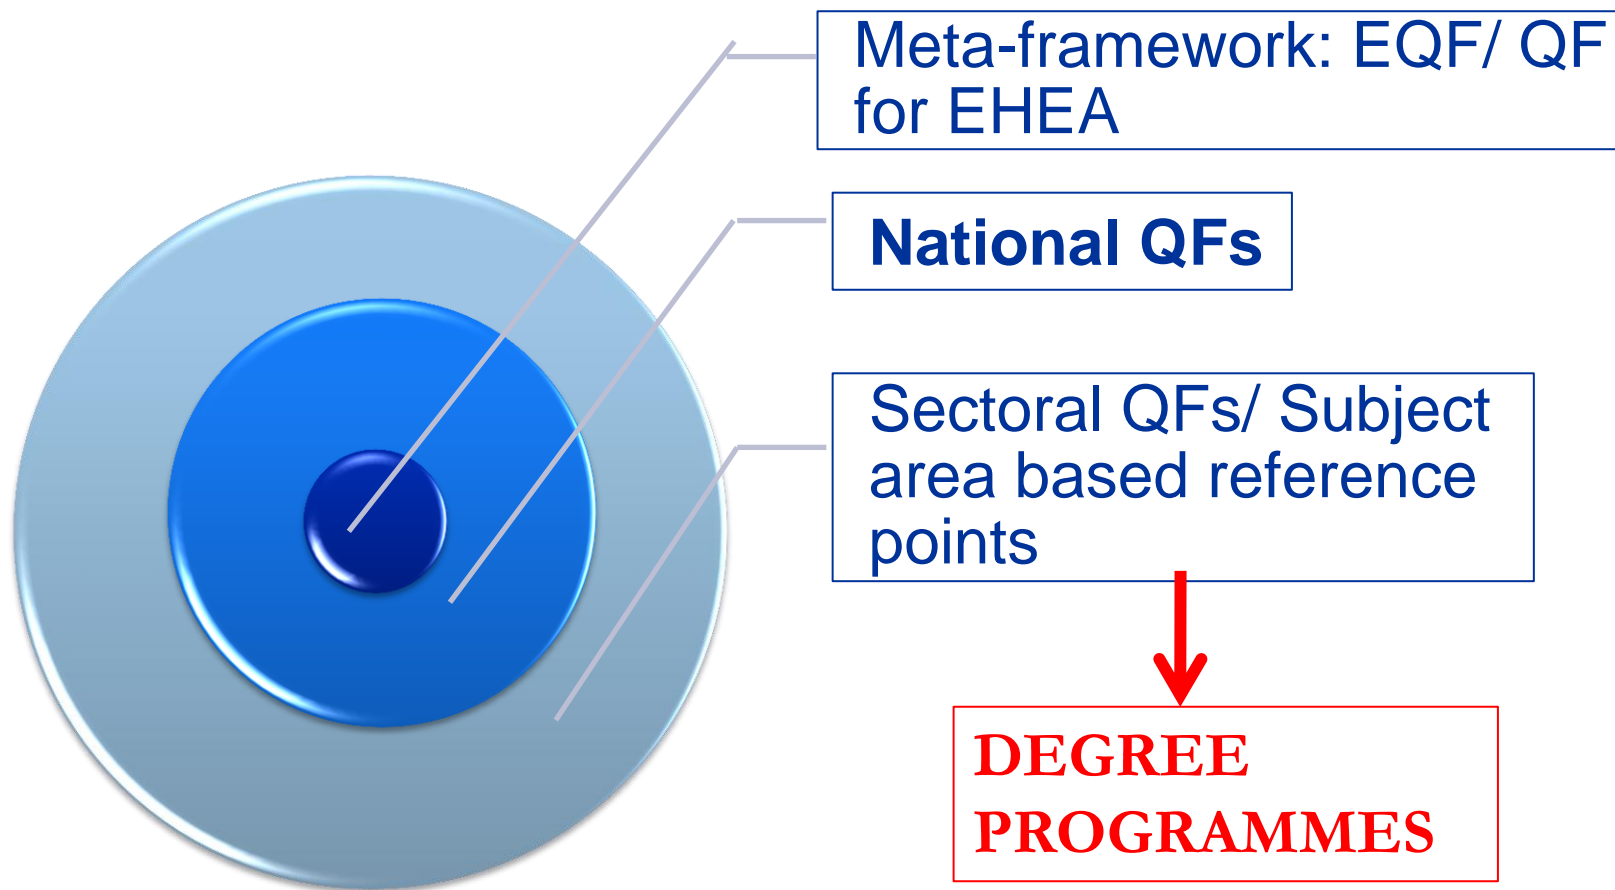 Meta-framework: EQF/ QF
for EHEA
National QFs
Sectoral QFs/ Subject
area based reference
points
DEGREE
PROGRAMMES